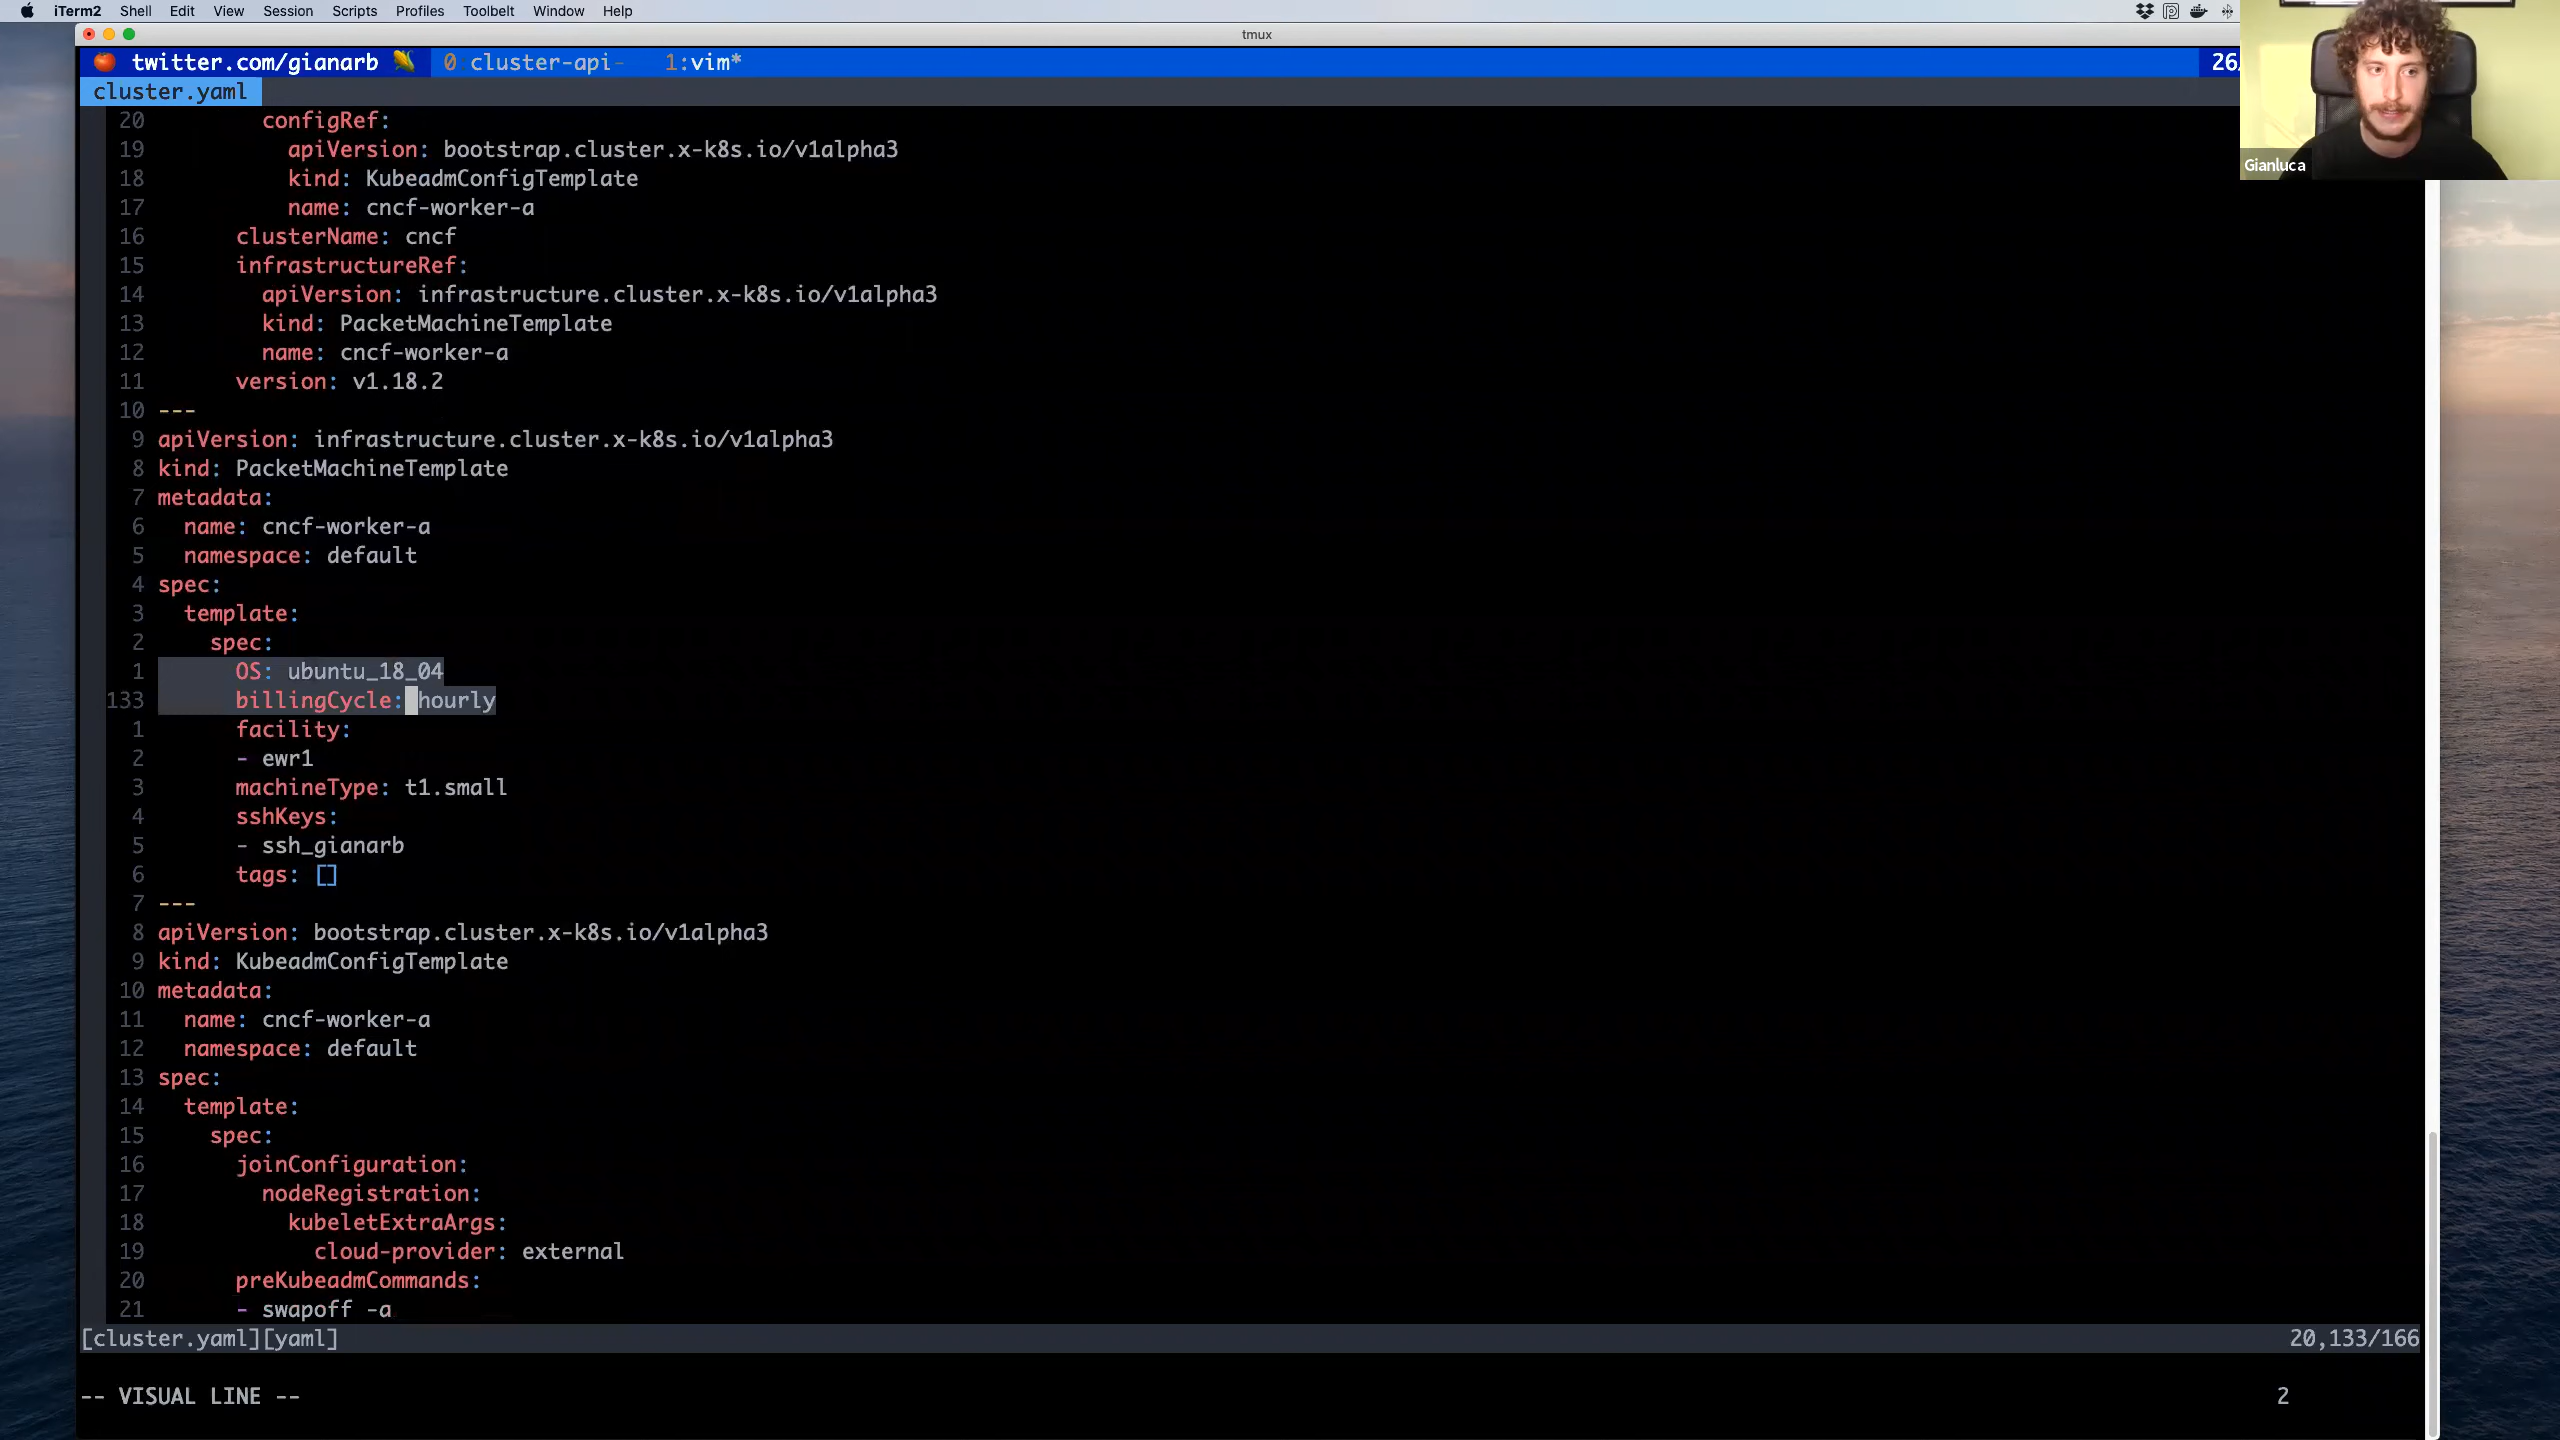 iTerm2 Shell Edit View Session Scripts Profiles Toolbelt Window Help
tmux
twitter.com/gianarb 0 cluster-api- 1:vim* 26/
cluster.yaml
Gianluca
20 configRef:
19 apiVersion: bootstrap.cluster.x-k8s.io/v1alpha3
18 kind: KubeadmConfigTemplate
17 name: cncf-worker-a
16 clusterName: cncf
15 infrastructureRef:
14 apiVersion: infrastructure.cluster.x-k8s.io/v1alpha3
13 kind: PacketMachineTemplate
12 name: cncf-worker-a
11 version: v1.18.2
10 ---
9 apiVersion: infrastructure.cluster.x-k8s.io/v1alpha3
8 kind: PacketMachineTemplate
7 metadata:
6 name: cncf-worker-a
5 namespace: default
4 spec:
3 template:
2 spec:
1 OS: ubuntu_18_04
133 billingCycle: hourly
1 facility:
2 - ewr1
3 machineType: t1.small
4 sshKeys:
5 - ssh_gianarb
6 tags: []
7 ---
8 apiVersion: bootstrap.cluster.x-k8s.io/v1alpha3
9 kind: KubeadmConfigTemplate
10 metadata:
11 name: cncf-worker-a
12 namespace: default
13 spec:
14 template:
15 spec:
16 joinConfiguration:
17 nodeRegistration:
18 kubeletExtraArgs:
19 cloud-provider: external
20 preKubeadmCommands:
21 - swapoff -a
[cluster.yaml][yaml] 20,133/166
-- VISUAL LINE -- 2